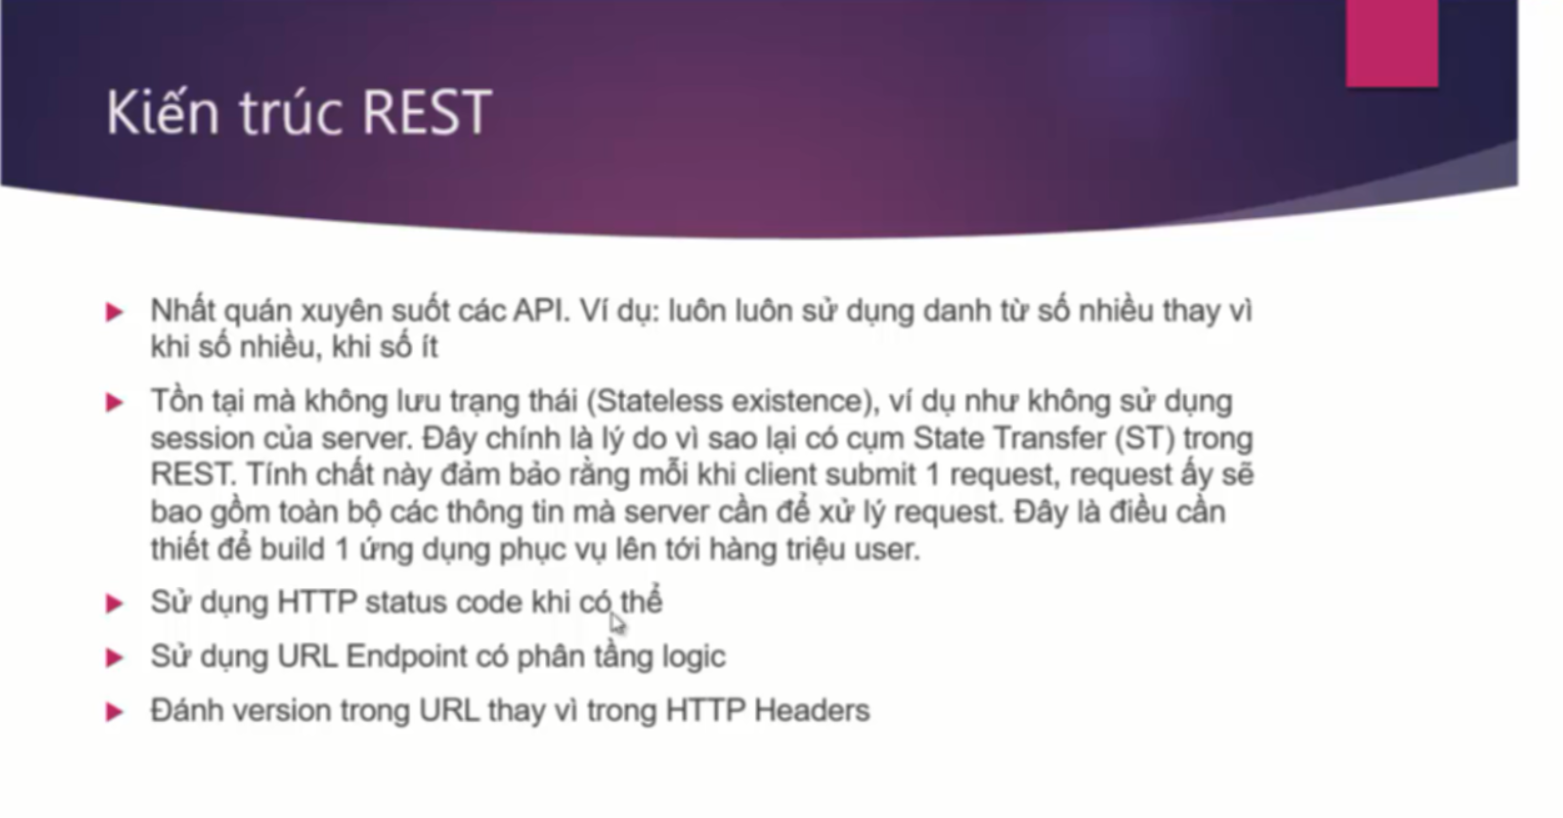 Kiến trúc REST
Nhất quán xuyên suốt các API. Ví dụ: luôn luôn sử dụng danh từ số nhiều thay vì
khi số nhiều, khi số ít
Tồn tại mà không lưu trạng thái (Stateless existence), ví dụ như không sử dụng
session của server. Đây chính là lý do vì sao lại có cụm State Transfer (ST) trong
REST. Tính chất này đảm bảo rằng mỗi khi client submit 1 request, request ấy sẽ
bao gồm toàn bộ các thông tin mà server cần để xử lý request. Đây là điều cần
thiết để build 1 ứng dụng phục vụ lên tới hàng triệu user.
Sử dụng HTTP status code khi có thể
Sử dụng URL Endpoint có phân tầng logic
Đánh version trong URL thay vì trong HTTP Headers